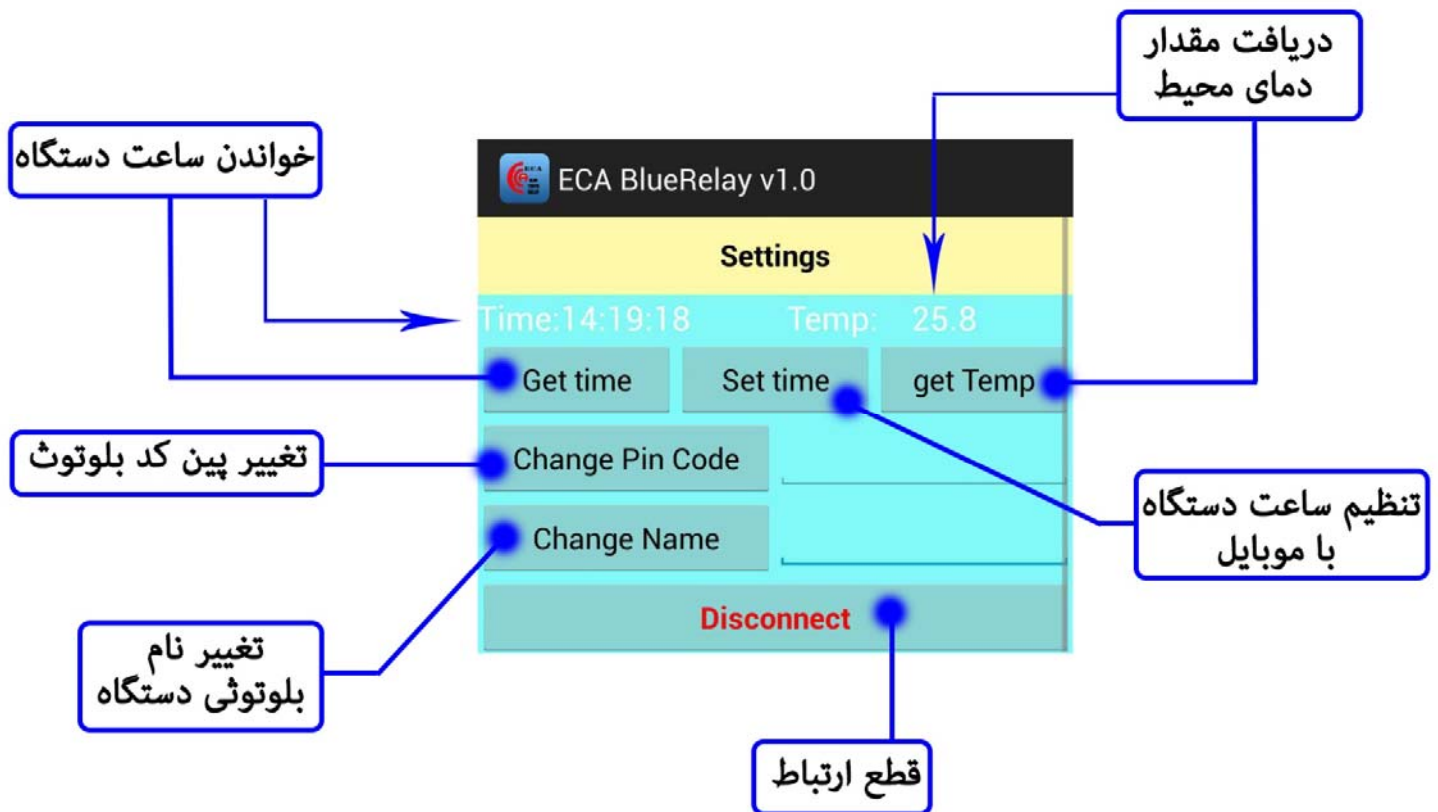 دریافت مقدار
دمای محیط
خواندن ساعت دستگاه
ECA BlueRelay v1.0
Settings
Time:14:19:18 Temp: 25.8
Get time Set time get Temp
Change Pin Code
تغییر پین کد بلوتوث
تنظیم ساعت دستگاه
با موبایل
Change Name
Disconnect
تغییر نام
بلوتوثی دستگاه
قطع ارتباط